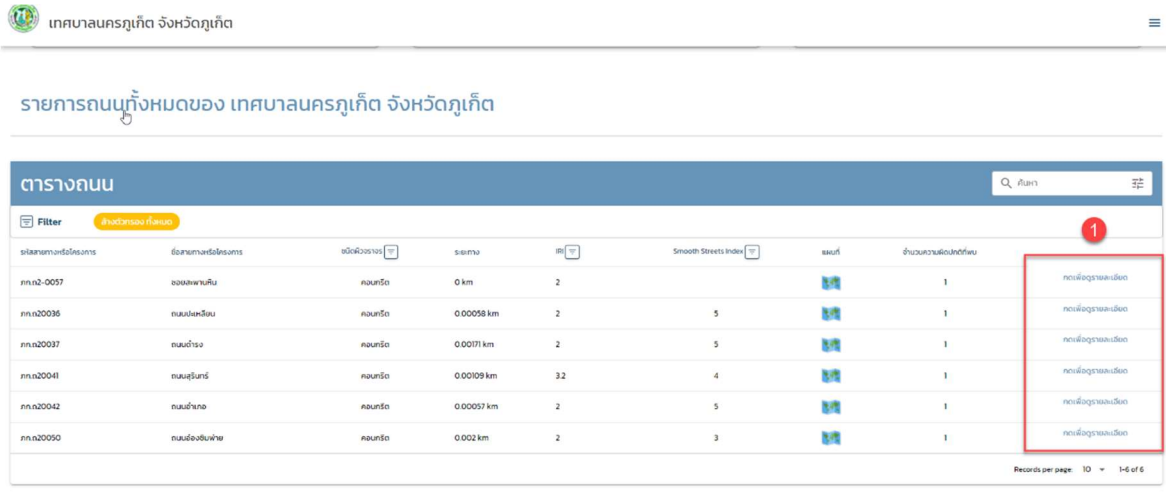 เทศบาลนครภูเก็ต จังหวัดภูเก็ต
รายการถนนทั้งหมดของ เทศบาลนครภูเก็ต จังหวัดภูเก็ต
ตารางถนน
ค้นหา
Filter ล้างตัวกรอง ทั้งหมด
1
รหัสสายทางหรือโครงการ ชื่อสายทางหรือโครงการ ชนิดผิวจราจร ระยะทาง IRI Smooth Streets Index แผนที่ จำนวนความผิดปกติที่พบ
ภก.ถ2-0057 ซอยสะพานหิน คอนกรีต 0 km 2 1 กดเพื่อดูรายละเอียด
ภก.ถ20036 ถนนปะเหลียน คอนกรีต 0.00058 km 2 5 1 กดเพื่อดูรายละเอียด
ภก.ถ20037 ถนนดำรง คอนกรีต 0.00171 km 2 5 1 กดเพื่อดูรายละเอียด
ภก.ถ20041 ถนนสุรินทร์ คอนกรีต 0.00109 km 3.2 4 1 กดเพื่อดูรายละเอียด
ภก.ถ20042 ถนนอำเภอ คอนกรีต 0.00057 km 2 5 1 กดเพื่อดูรายละเอียด
ภก.ถ20050 ถนนอ๋องซิมพ่าย คอนกรีต 0.002 km 2 3 1 กดเพื่อดูรายละเอียด
Records per page: 10 1-6 of 6